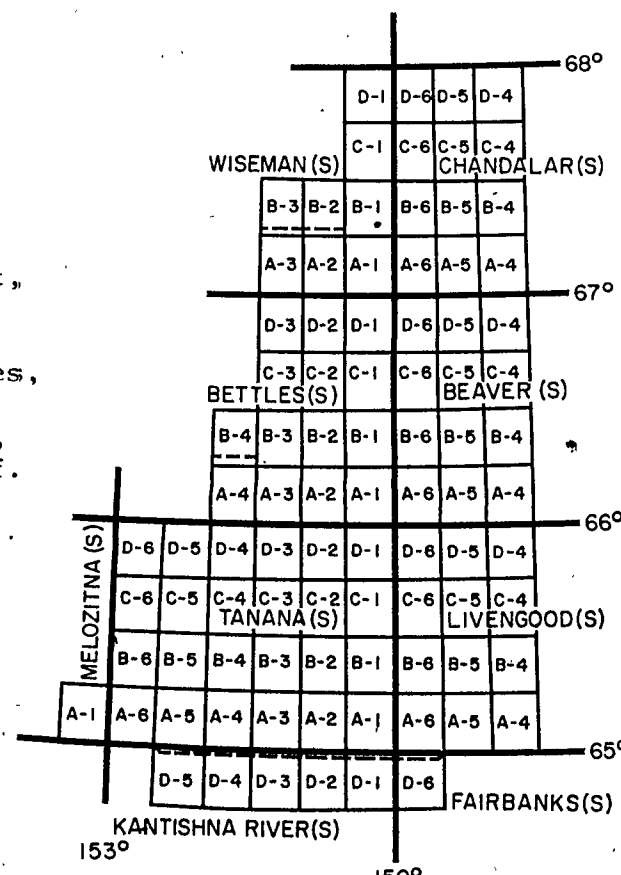 68°
D-1 D-6 D-5 D-4
C-1 C-6 C-5 C-4
WISEMAN (S) CHANDALAR (S)
B-3 B-2 B-1 B-6 B-5 B-4
A-3 A-2 A-1 A-6 A-5 A-4
67°
D-3 D-2 D-1 D-6 D-5 D-4
C-3 C-2 C-1 C-6 C-5 C-4
BETTLES (S) BEAVER (S)
B-4 B-3 B-2 B-1 B-6 B-5 B-4
A-4 A-3 A-2 A-1 A-6 A-5 A-4
66°
MELOZITNA (S)
D-6 D-5 D-4 D-3 D-2 D-1 D-6 D-5 D-4
C-6 C-5 C-4 C-3 C-2 C-1 C-6 C-5 C-4
TANANA (S) LIVENGOOD (S)
B-6 B-5 B-4 B-3 B-2 B-1 B-6 B-5 B-4
A-1 A-6 A-5 A-4 A-3 A-2 A-1 A-6 A-5 A-4
65°
D-5 D-4 D-3 D-2 D-1 D-6
FAIRBANKS (S)
KANTISHNA RIVER (S)
153°